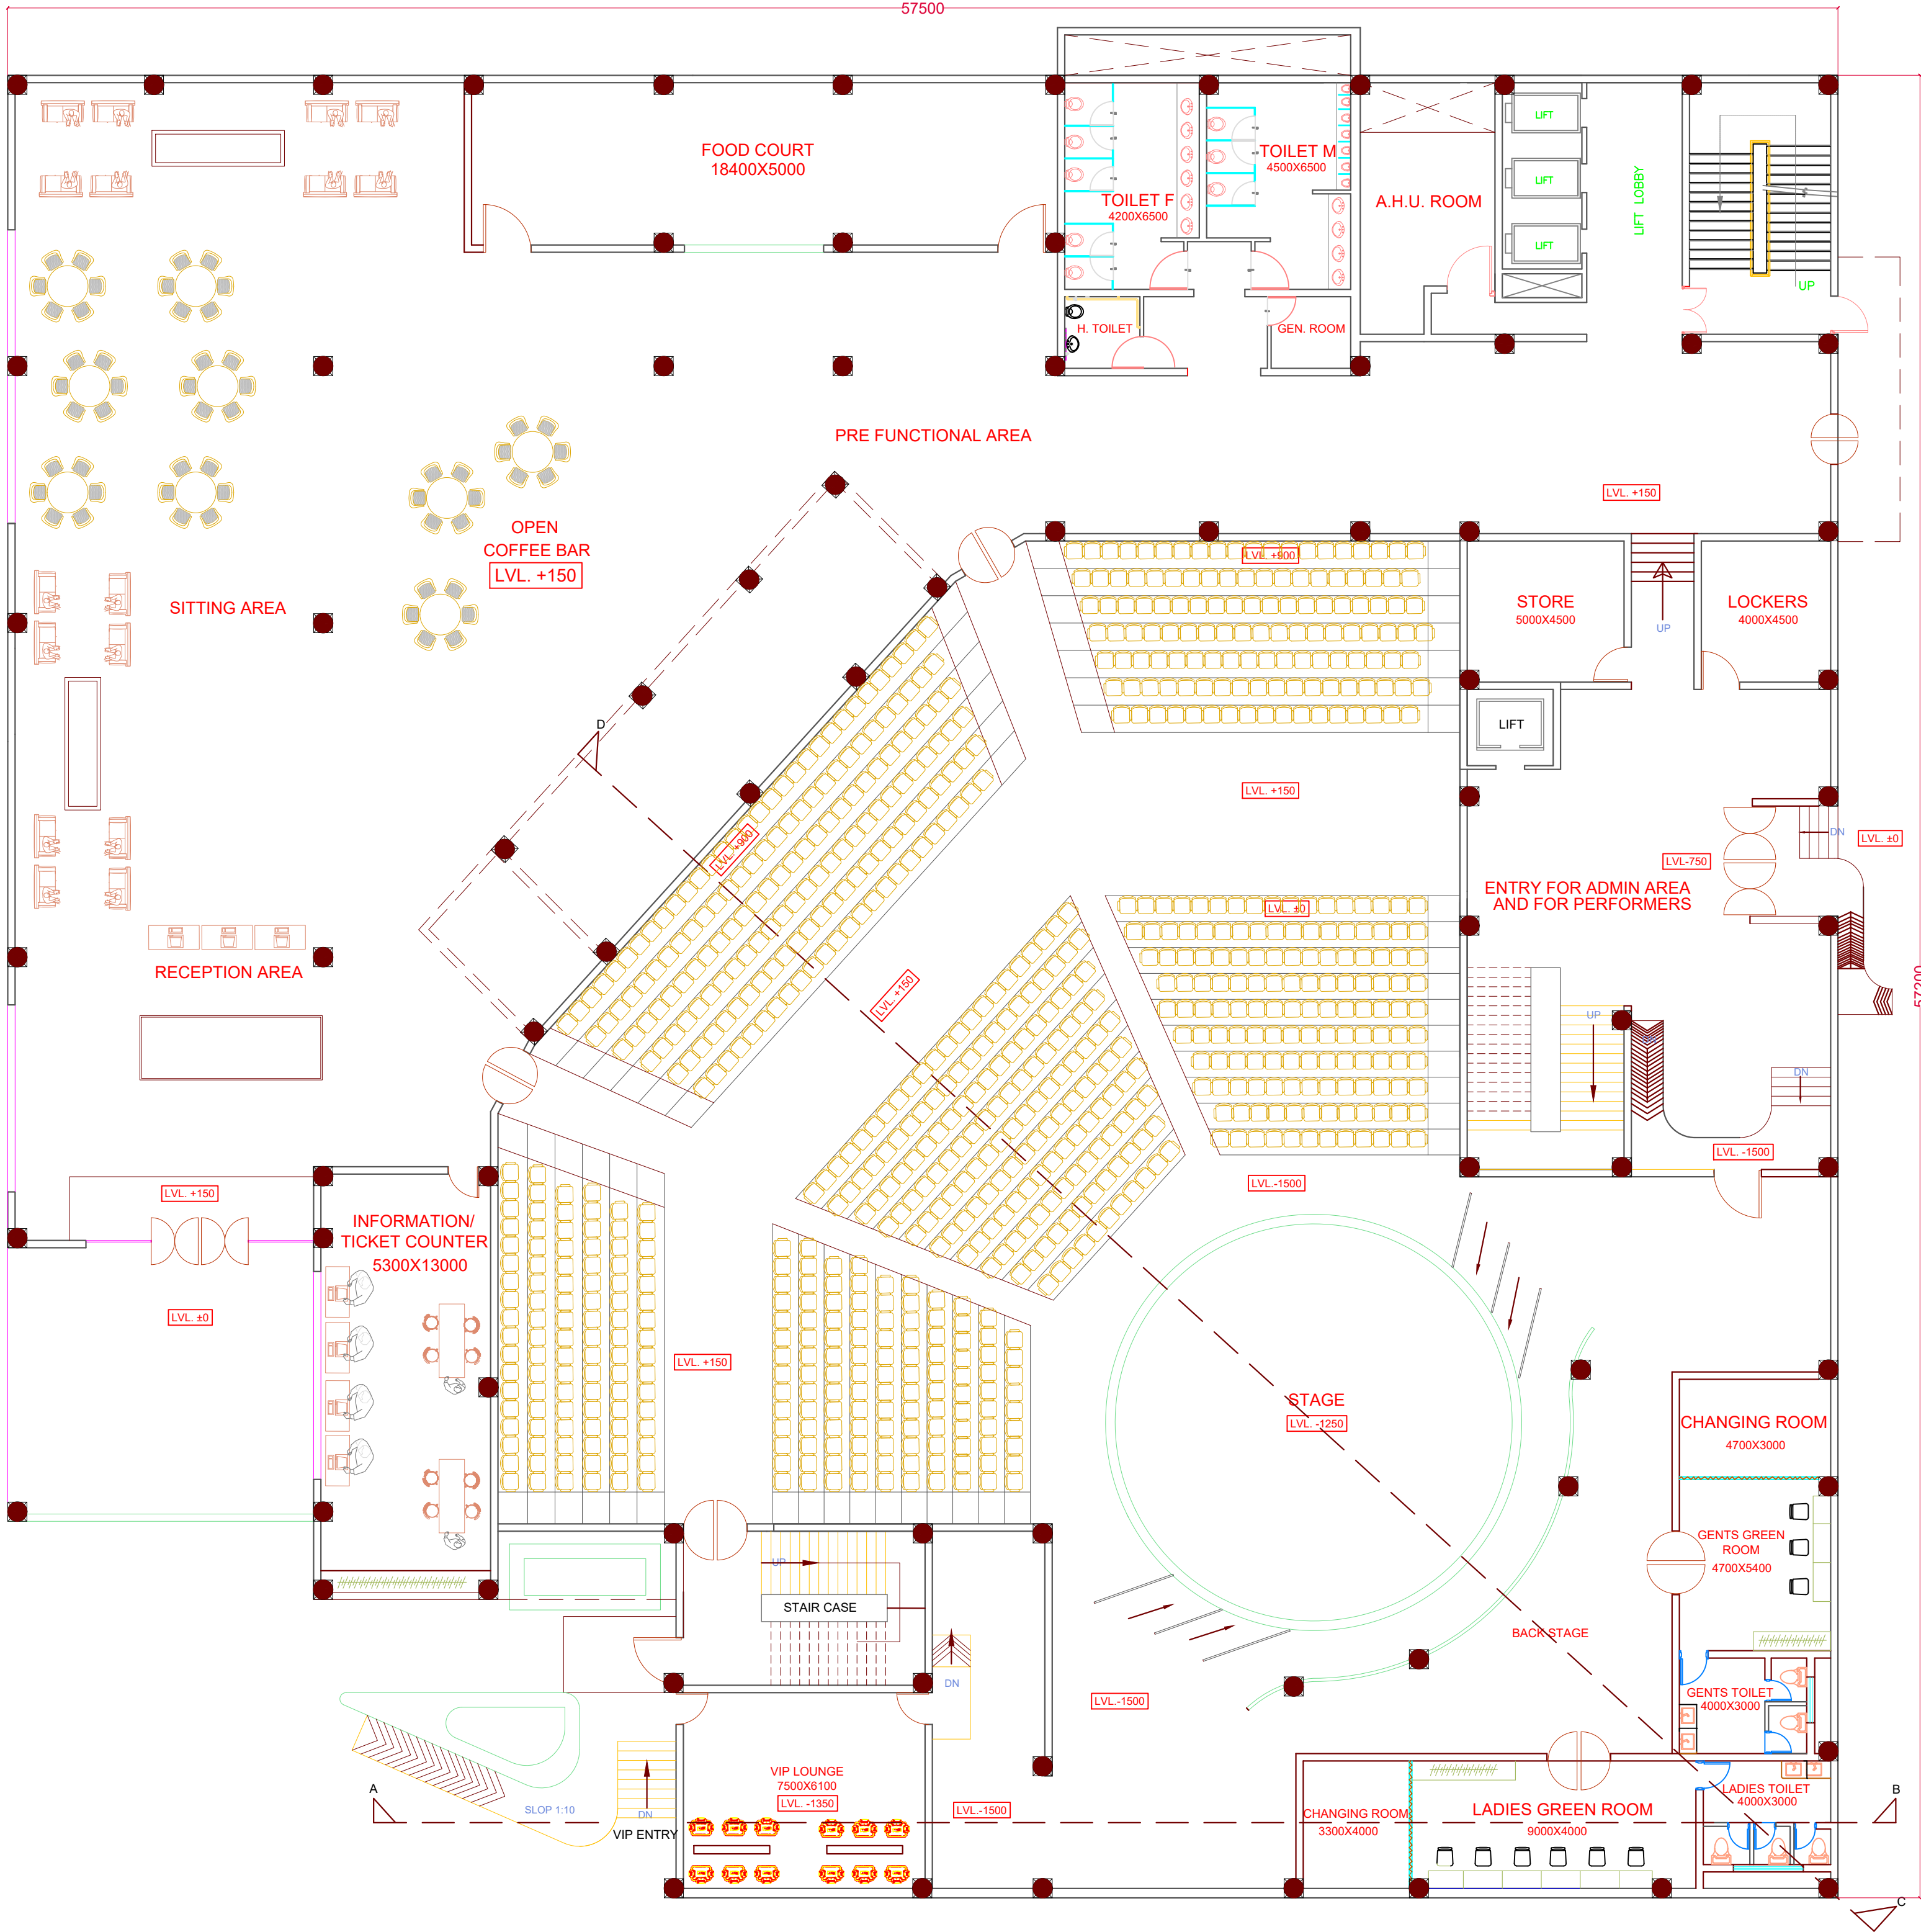 57500
FOOD COURT
18400X5000
TOILET F
4200X6500
TOILET M
4500X6500
A.H.U. ROOM
LIFT
LIFT
LIFT
LIFT LOBBY
UP
H. TOILET
GEN. ROOM
PRE FUNCTIONAL AREA
LVL. +150
OPEN
COFFEE BAR
LVL. +150
SITTING AREA
LVL. +900
STORE
5000X4500
UP
LOCKERS
4000X4500
LIFT
D
LVL. +900
LVL. +150
LVL. +150
LVL. ±0
DN
LVL. ±0
LVL-750
ENTRY FOR ADMIN AREA
AND FOR PERFORMERS
57200
RECEPTION AREA
UP
DN
LVL. -1500
LVL.-1500
LVL. +150
INFORMATION/
TICKET COUNTER
5300X13000
LVL. ±0
LVL. +150
STAGE
LVL. -1250
CHANGING ROOM
4700X3000
GENTS GREEN
ROOM
4700X5400
UP
STAIR CASE
BACK STAGE
DN
LVL.-1500
GENTS TOILET
4000X3000
VIP LOUNGE
7500X6100
LVL. -1350
A
SLOP 1:10
DN
VIP ENTRY
LVL.-1500
CHANGING ROOM
3300X4000
LADIES GREEN ROOM
9000X4000
LADIES TOILET
4000X3000
B
C